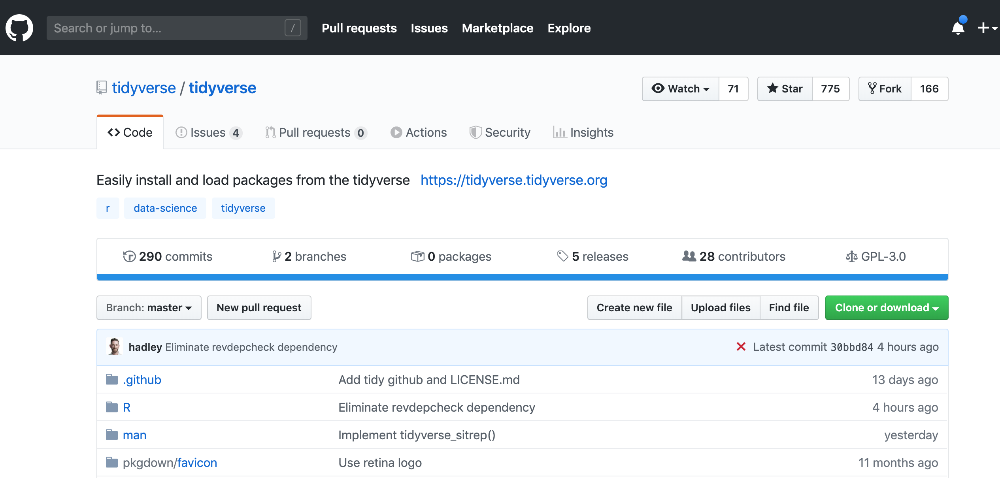 Search or jump to... /
Pull requests Issues Marketplace Explore
tidyverse / tidyverse
Watch 71 Star 775 Fork 166
Code Issues 4 Pull requests 0 Actions Security Insights
Easily install and load packages from the tidyverse https://tidyverse.tidyverse.org
r data-science tidyverse
290 commits 2 branches 0 packages 5 releases 28 contributors GPL-3.0
Branch: master New pull request Create new file Upload files Find file Clone or download
hadley Eliminate revdepcheck dependency Latest commit 30bbd84 4 hours ago
.github Add tidy github and LICENSE.md 13 days ago
R Eliminate revdepcheck dependency 4 hours ago
man Implement tidyverse_sitrep() yesterday
pkgdown/favicon Use retina logo 11 months ago